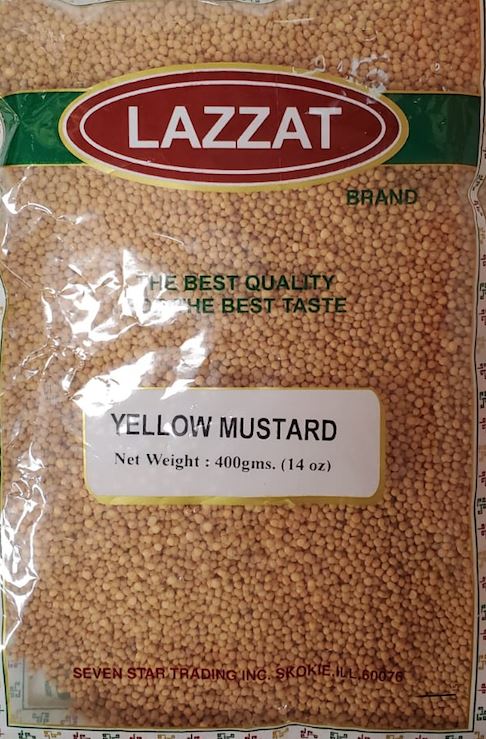 LAZZAT
BRAND
THE BEST QUALITY
THE BEST TASTE
YELLOW MUSTARD
Net Weight : 400gms. (14 oz)
SEVEN STAR TRADING INC. SKOKIE, ILL, 60076